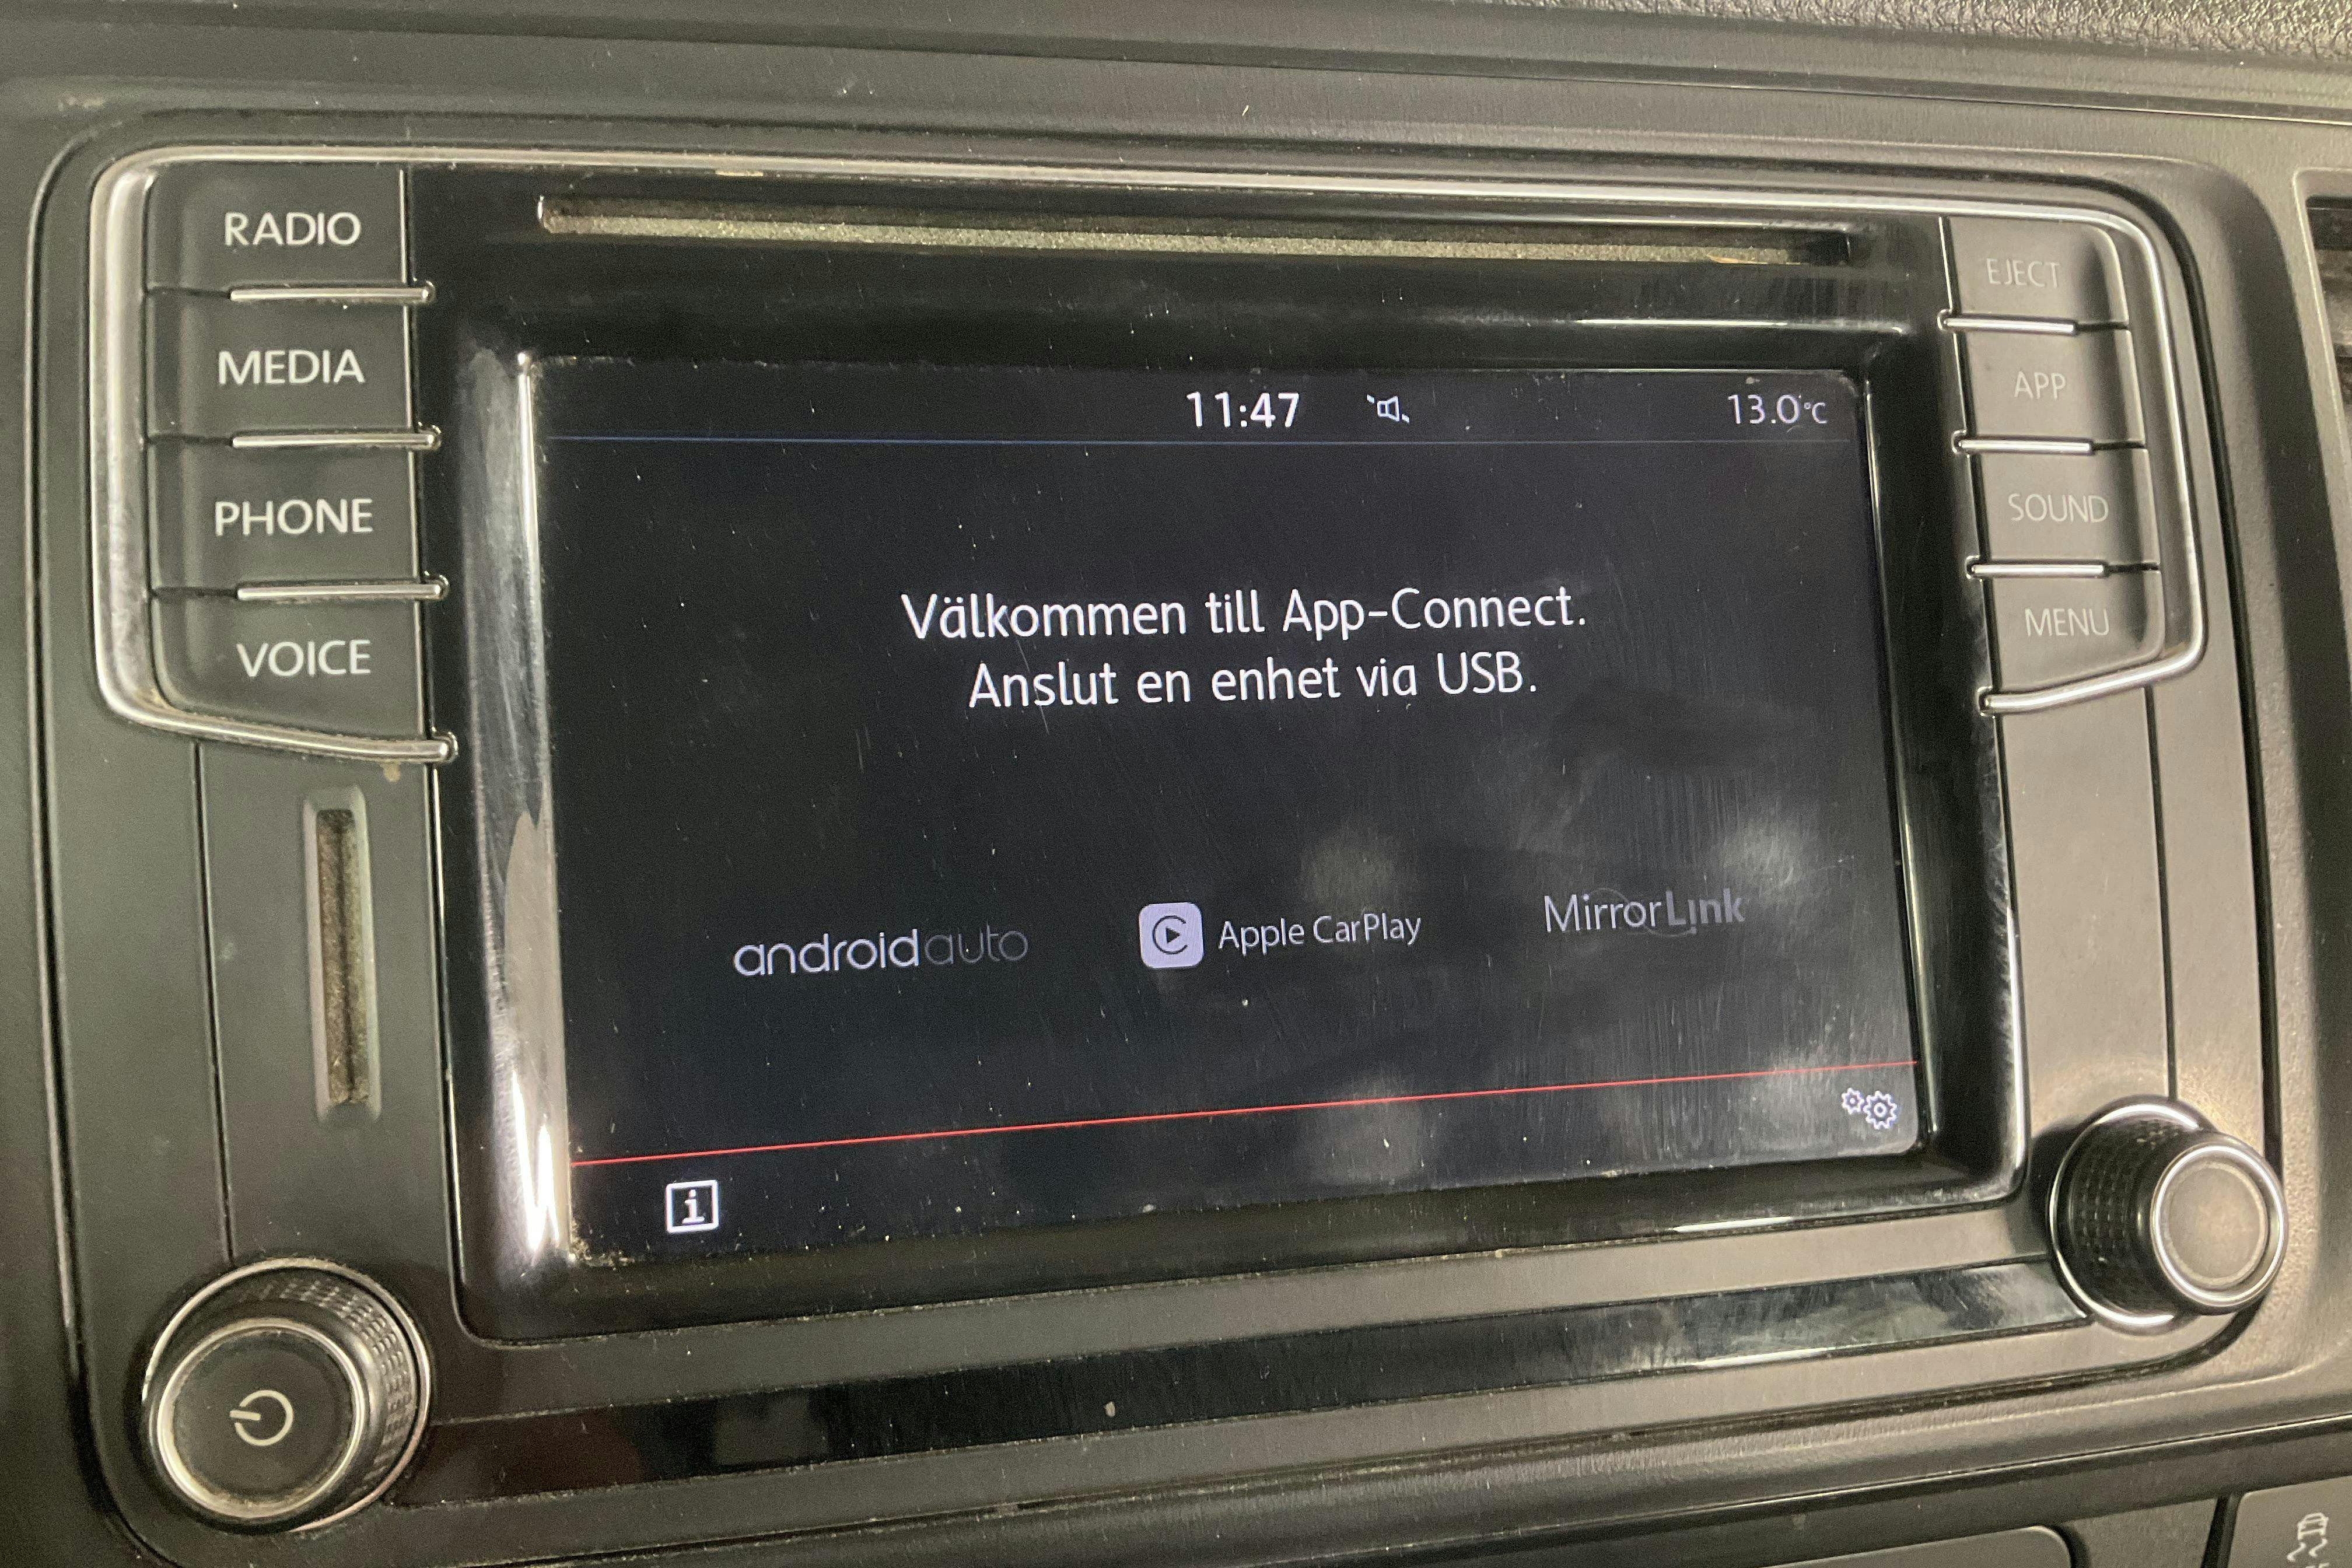 RADIO
MEDIA
PHONE
VOICE
EJECT
APP
SOUND
MENU
11:47
13.0°C
Välkommen till App-Connect.
Anslut en enhet via USB.
androidauto
Apple CarPlay
MirrorLink
i